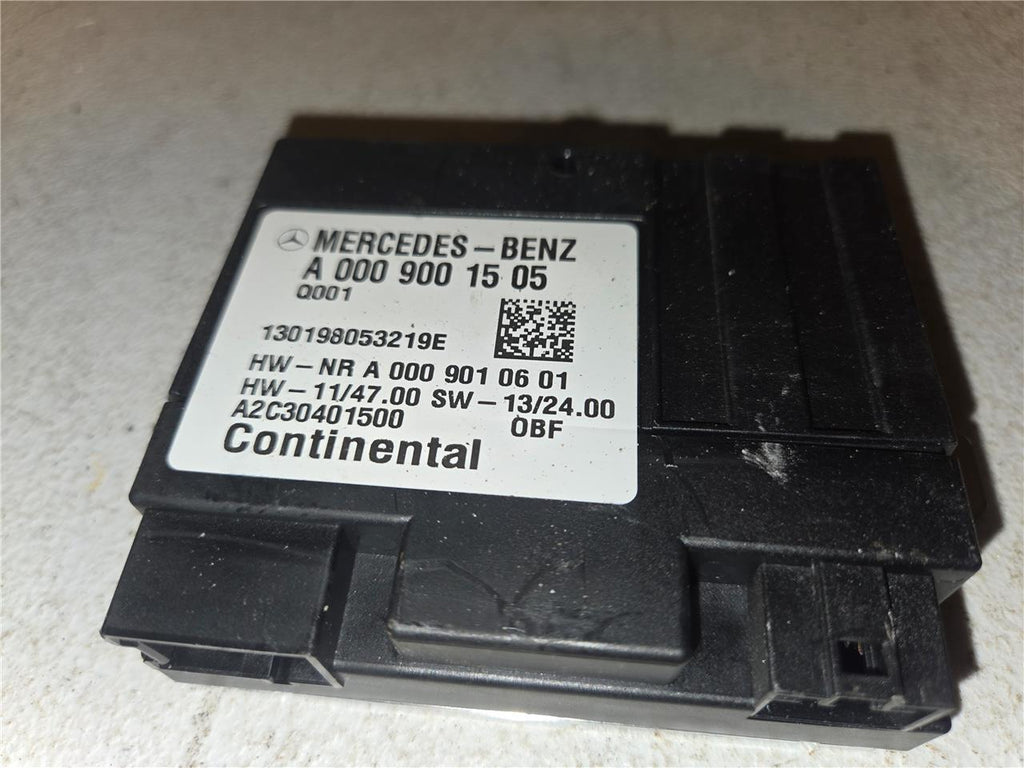 MERCEDES-BENZ
A 000 900 15 05
Q001
130198053219E
HW-NR A 000 901 06 01
HW-11/47.00 SW-13/24.00
A2C30401500 OBF
Continental